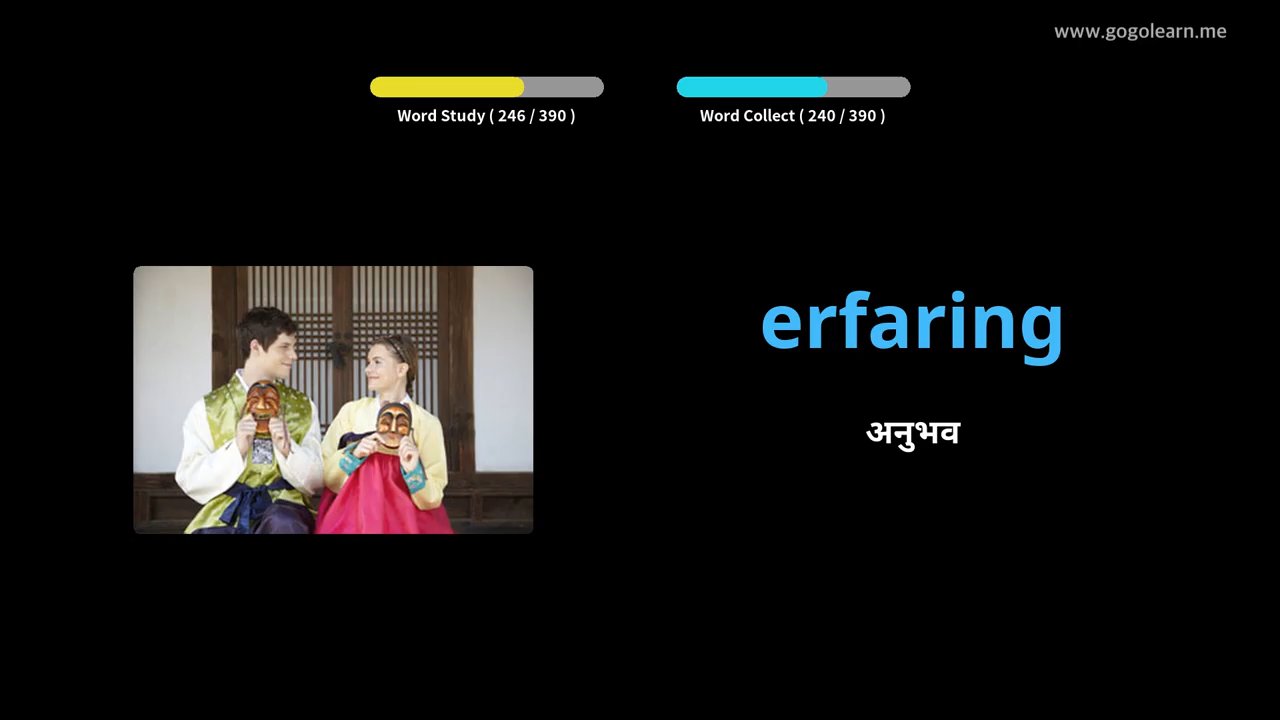 www.gogolearn.me
Word Study ( 246 / 390 )
Word Collect ( 240 / 390 )
erfaring
अनुभव